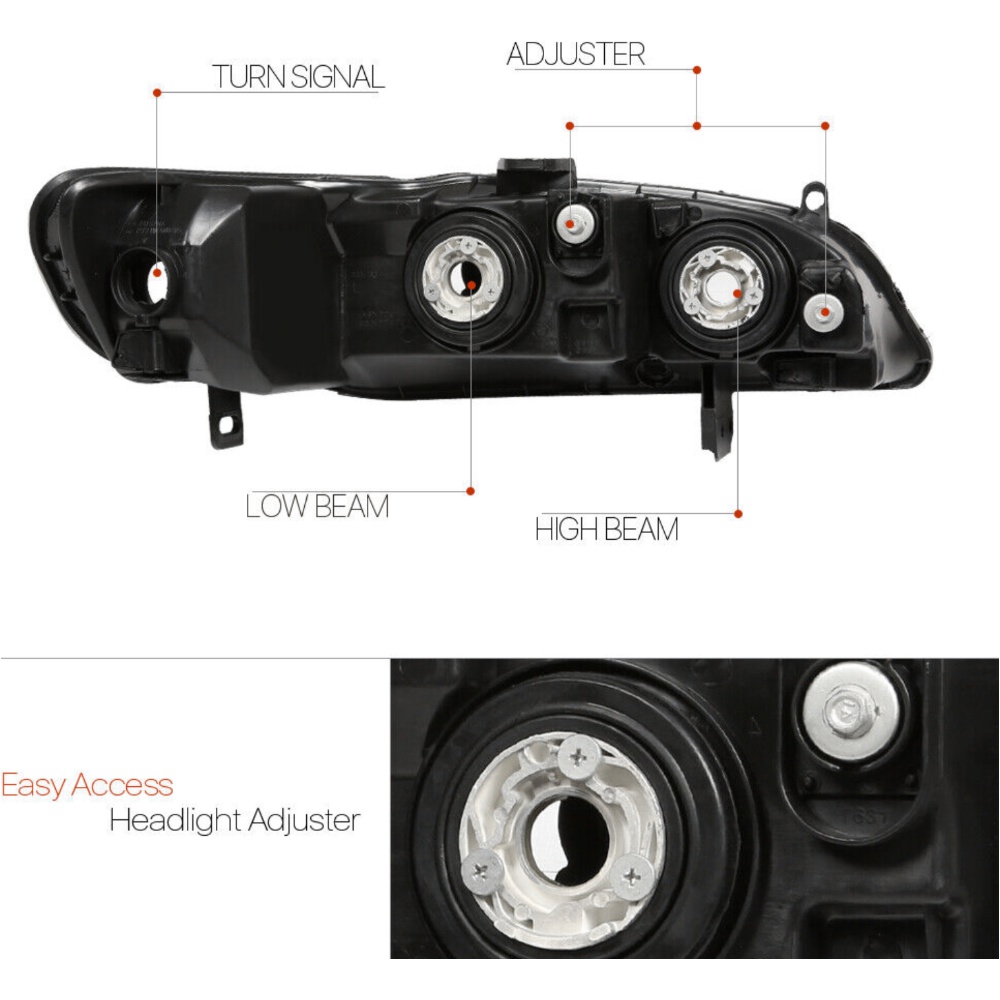 TURN SIGNAL
ADJUSTER
LOW BEAM
HIGH BEAM
Easy Access
Headlight Adjuster